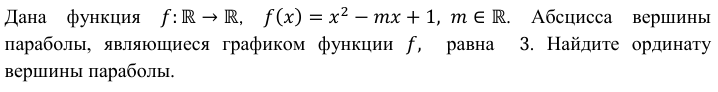 Дана функция f: ℝ → ℝ, f(x) = x² − mx + 1, m ∈ ℝ. Абсцисса вершины
параболы, являющиеся графиком функции f, равна 3. Найдите ординату
вершины параболы.